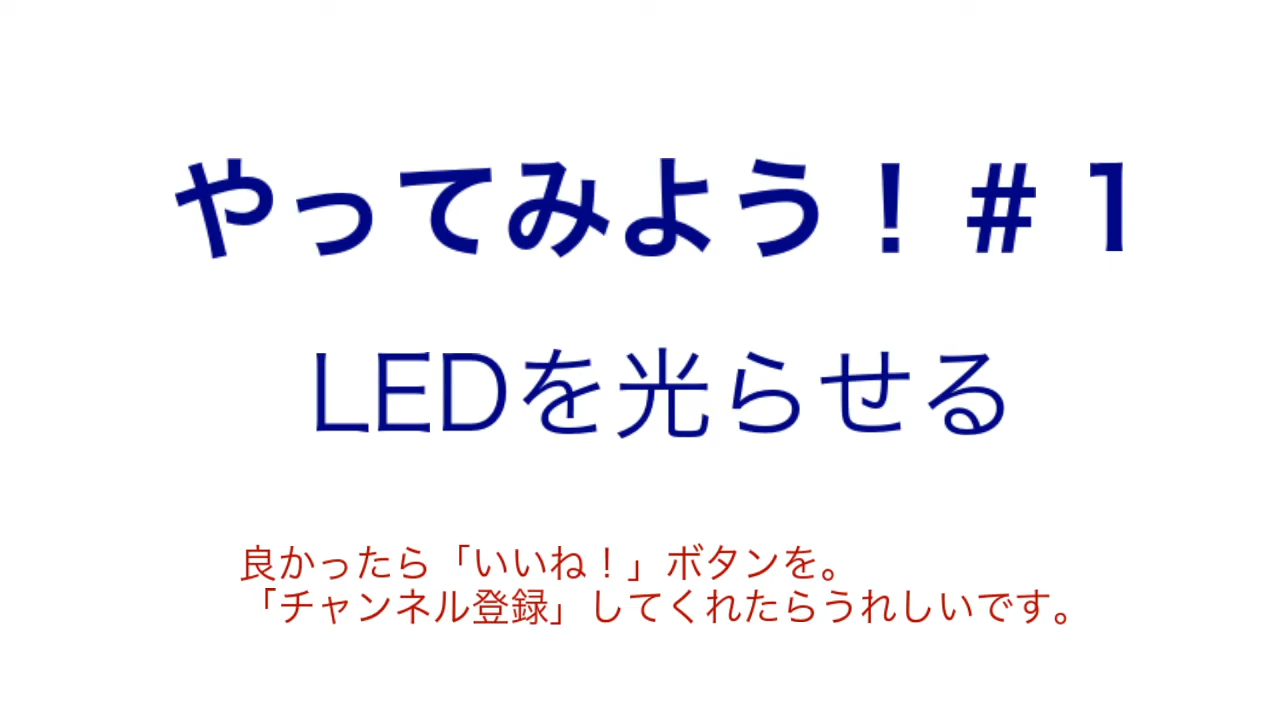 やってみよう！＃１
LEDを光らせる
良かったら「いいね！」ボタンを。
「チャンネル登録」してくれたらうれしいです。